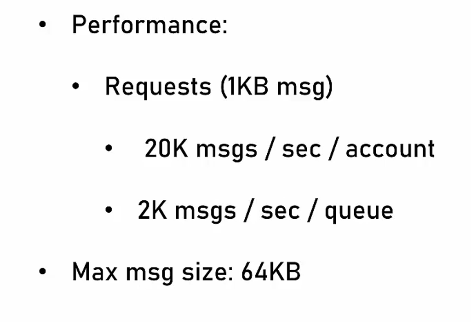 • Performance:
• Requests (1KB msg)
• 20K msgs / sec / account
• 2K msgs / sec / queue
• Max msg size: 64KB